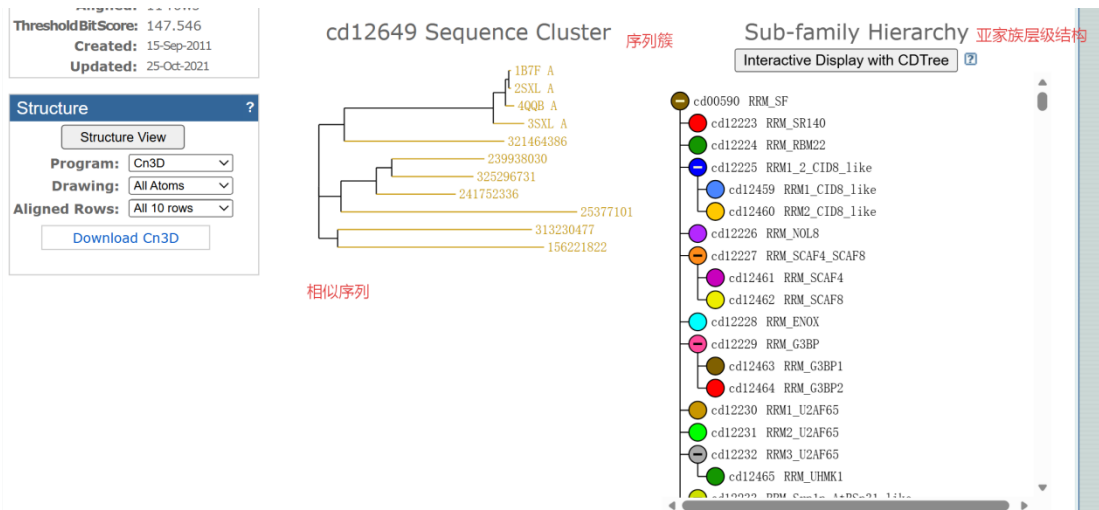 Aligned: 11 rows
ThresholdBitScore: 147.546
Created: 15-Sep-2011
Updated: 25-Oct-2021
Structure ?
Structure View
Program: Cn3D
Drawing: All Atoms
Aligned Rows: All 10 rows
Download Cn3D
cd12649 Sequence Cluster 序列簇
1B7F A
2SXL A
4QQB A
3SXL A
321464386
239938030
325296731
241752336
25377101
313230477
156221822
相似序列
Sub-family Hierarchy 亚家族层级结构
Interactive Display with CDTree ?
cd00590 RRM_SF
cd12223 RRM_SR140
cd12224 RRM_RBM22
cd12225 RRM1_2_CID8_like
cd12459 RRM1_CID8_like
cd12460 RRM2_CID8_like
cd12226 RRM_NOL8
cd12227 RRM_SCAF4_SCAF8
cd12461 RRM_SCAF4
cd12462 RRM_SCAF8
cd12228 RRM_ENOX
cd12229 RRM_G3BP
cd12463 RRM_G3BP1
cd12464 RRM_G3BP2
cd12230 RRM1_U2AF65
cd12231 RRM2_U2AF65
cd12232 RRM3_U2AF65
cd12465 RRM_UHMK1